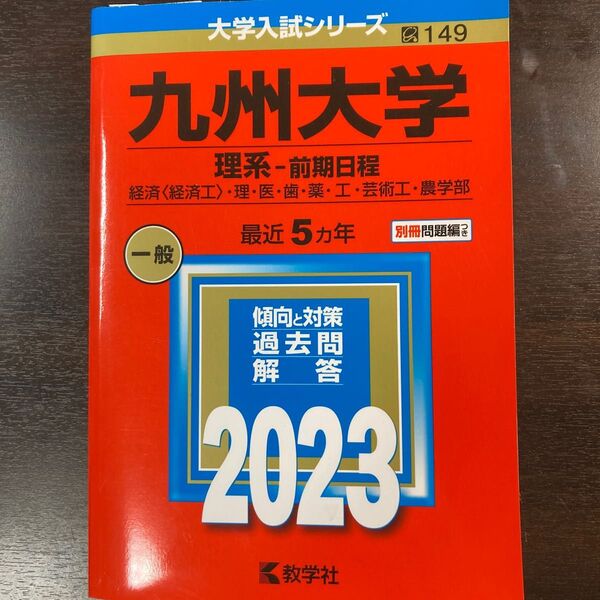 大学入試シリーズ 149
九州大学
理系-前期日程
経済〈経済工〉・理・医・歯・薬・工・芸術工・農学部
最近5カ年
別冊問題編つき
一般
傾向と対策
過去問
解答
2023
教学社